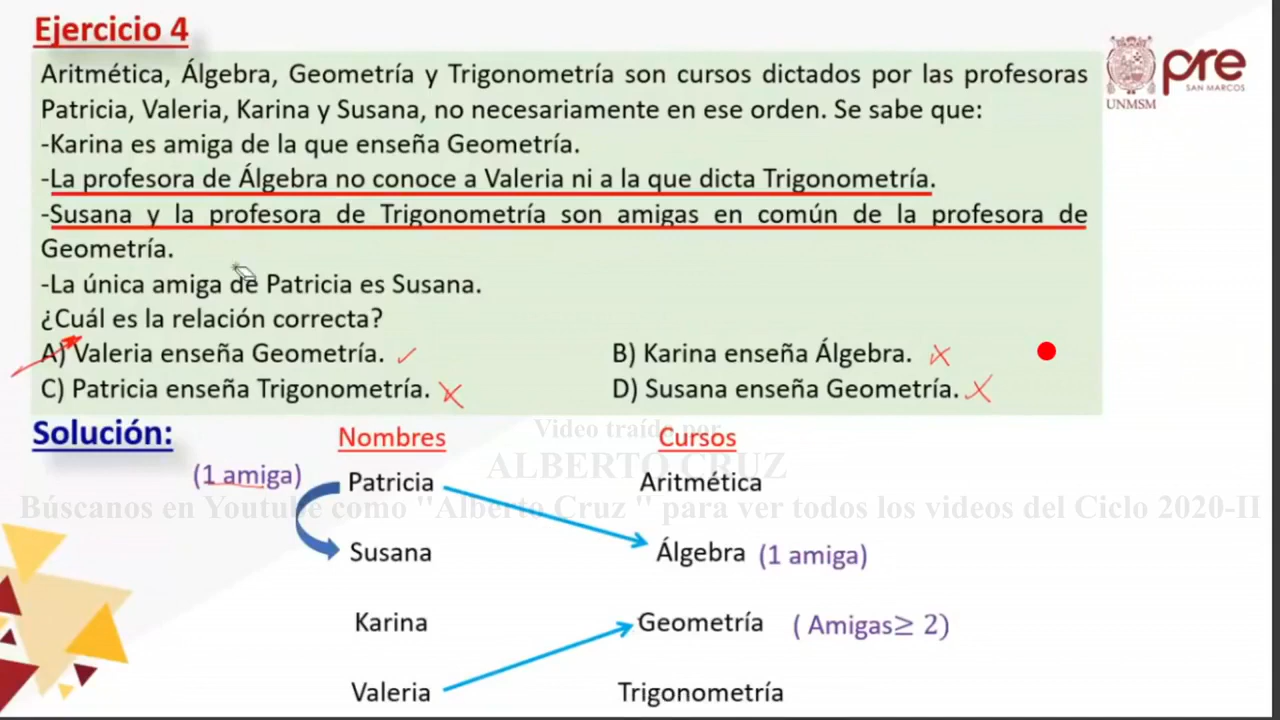 Ejercicio 4
Aritmética, Álgebra, Geometría y Trigonometría son cursos dictados por las profesoras
Patricia, Valeria, Karina y Susana, no necesariamente en ese orden. Se sabe que:
-Karina es amiga de la que enseña Geometría.
-La profesora de Álgebra no conoce a Valeria ni a la que dicta Trigonometría.
-Susana y la profesora de Trigonometría son amigas en común de la profesora de
Geometría.
-La única amiga de Patricia es Susana.
¿Cuál es la relación correcta?
A) Valeria enseña Geometría.
B) Karina enseña Álgebra.
C) Patricia enseña Trigonometría.
D) Susana enseña Geometría.
UNMSM
pre
SAN MARCOS
Solución:
Nombres
Cursos
Video traído por
ALBERTO CRUZ
Búscanos en Youtube como "Alberto Cruz " para ver todos los videos del Ciclo 2020-II
(1 amiga)
Patricia
Aritmética
Susana
Álgebra (1 amiga)
Karina
Geometría ( Amigas≥ 2)
Valeria
Trigonometría